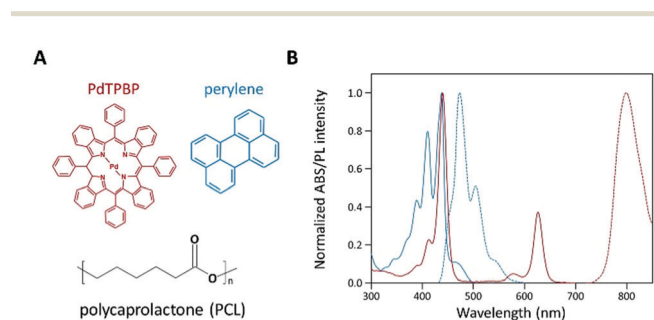 A
B
PdTPBP
perylene
N
N
Pd
N
N
O
O
n
polycaprolactone (PCL)
Normalized ABS/PL intensity
1.0
0.8
0.6
0.4
0.2
0.0
300 400 500 600 700 800
Wavelength (nm)